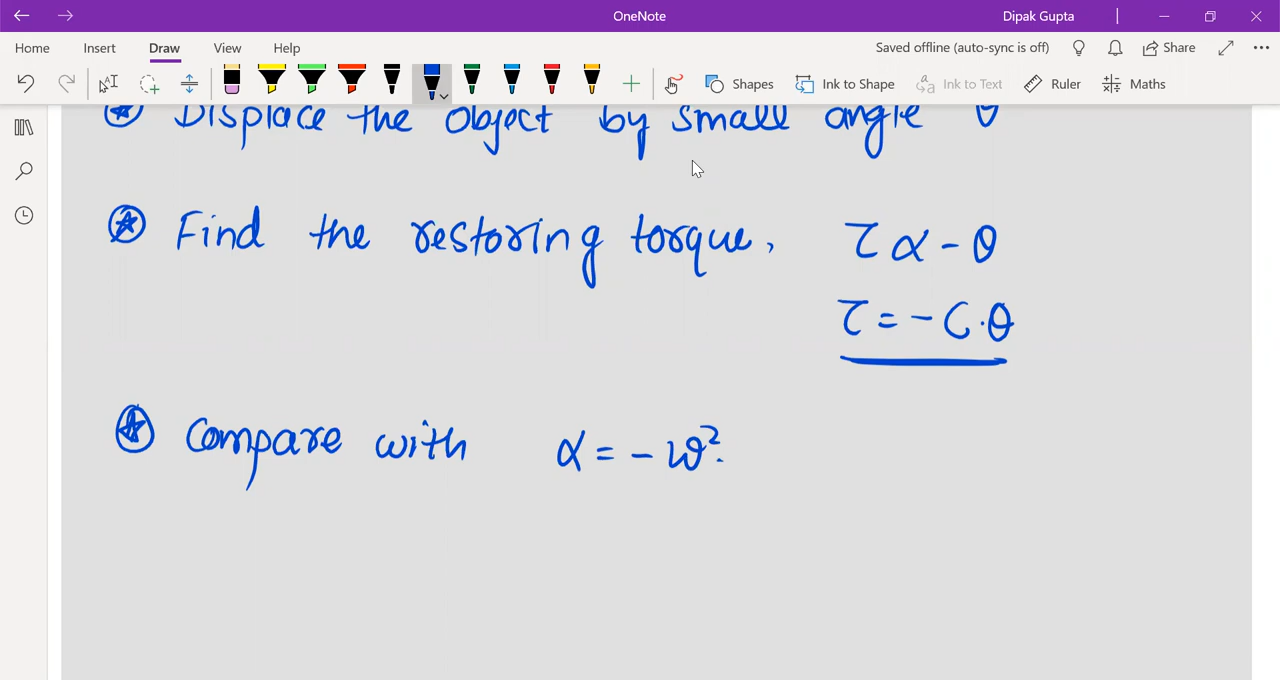 OneNote
Dipak Gupta
Home Insert Draw View Help
Saved offline (auto-sync is off) Share
Shapes Ink to Shape Ink to Text Ruler Maths
Displace the object by small angle θ
Find the restoring torque, τ α - θ
τ = - C.θ
Compare with α = - ω².